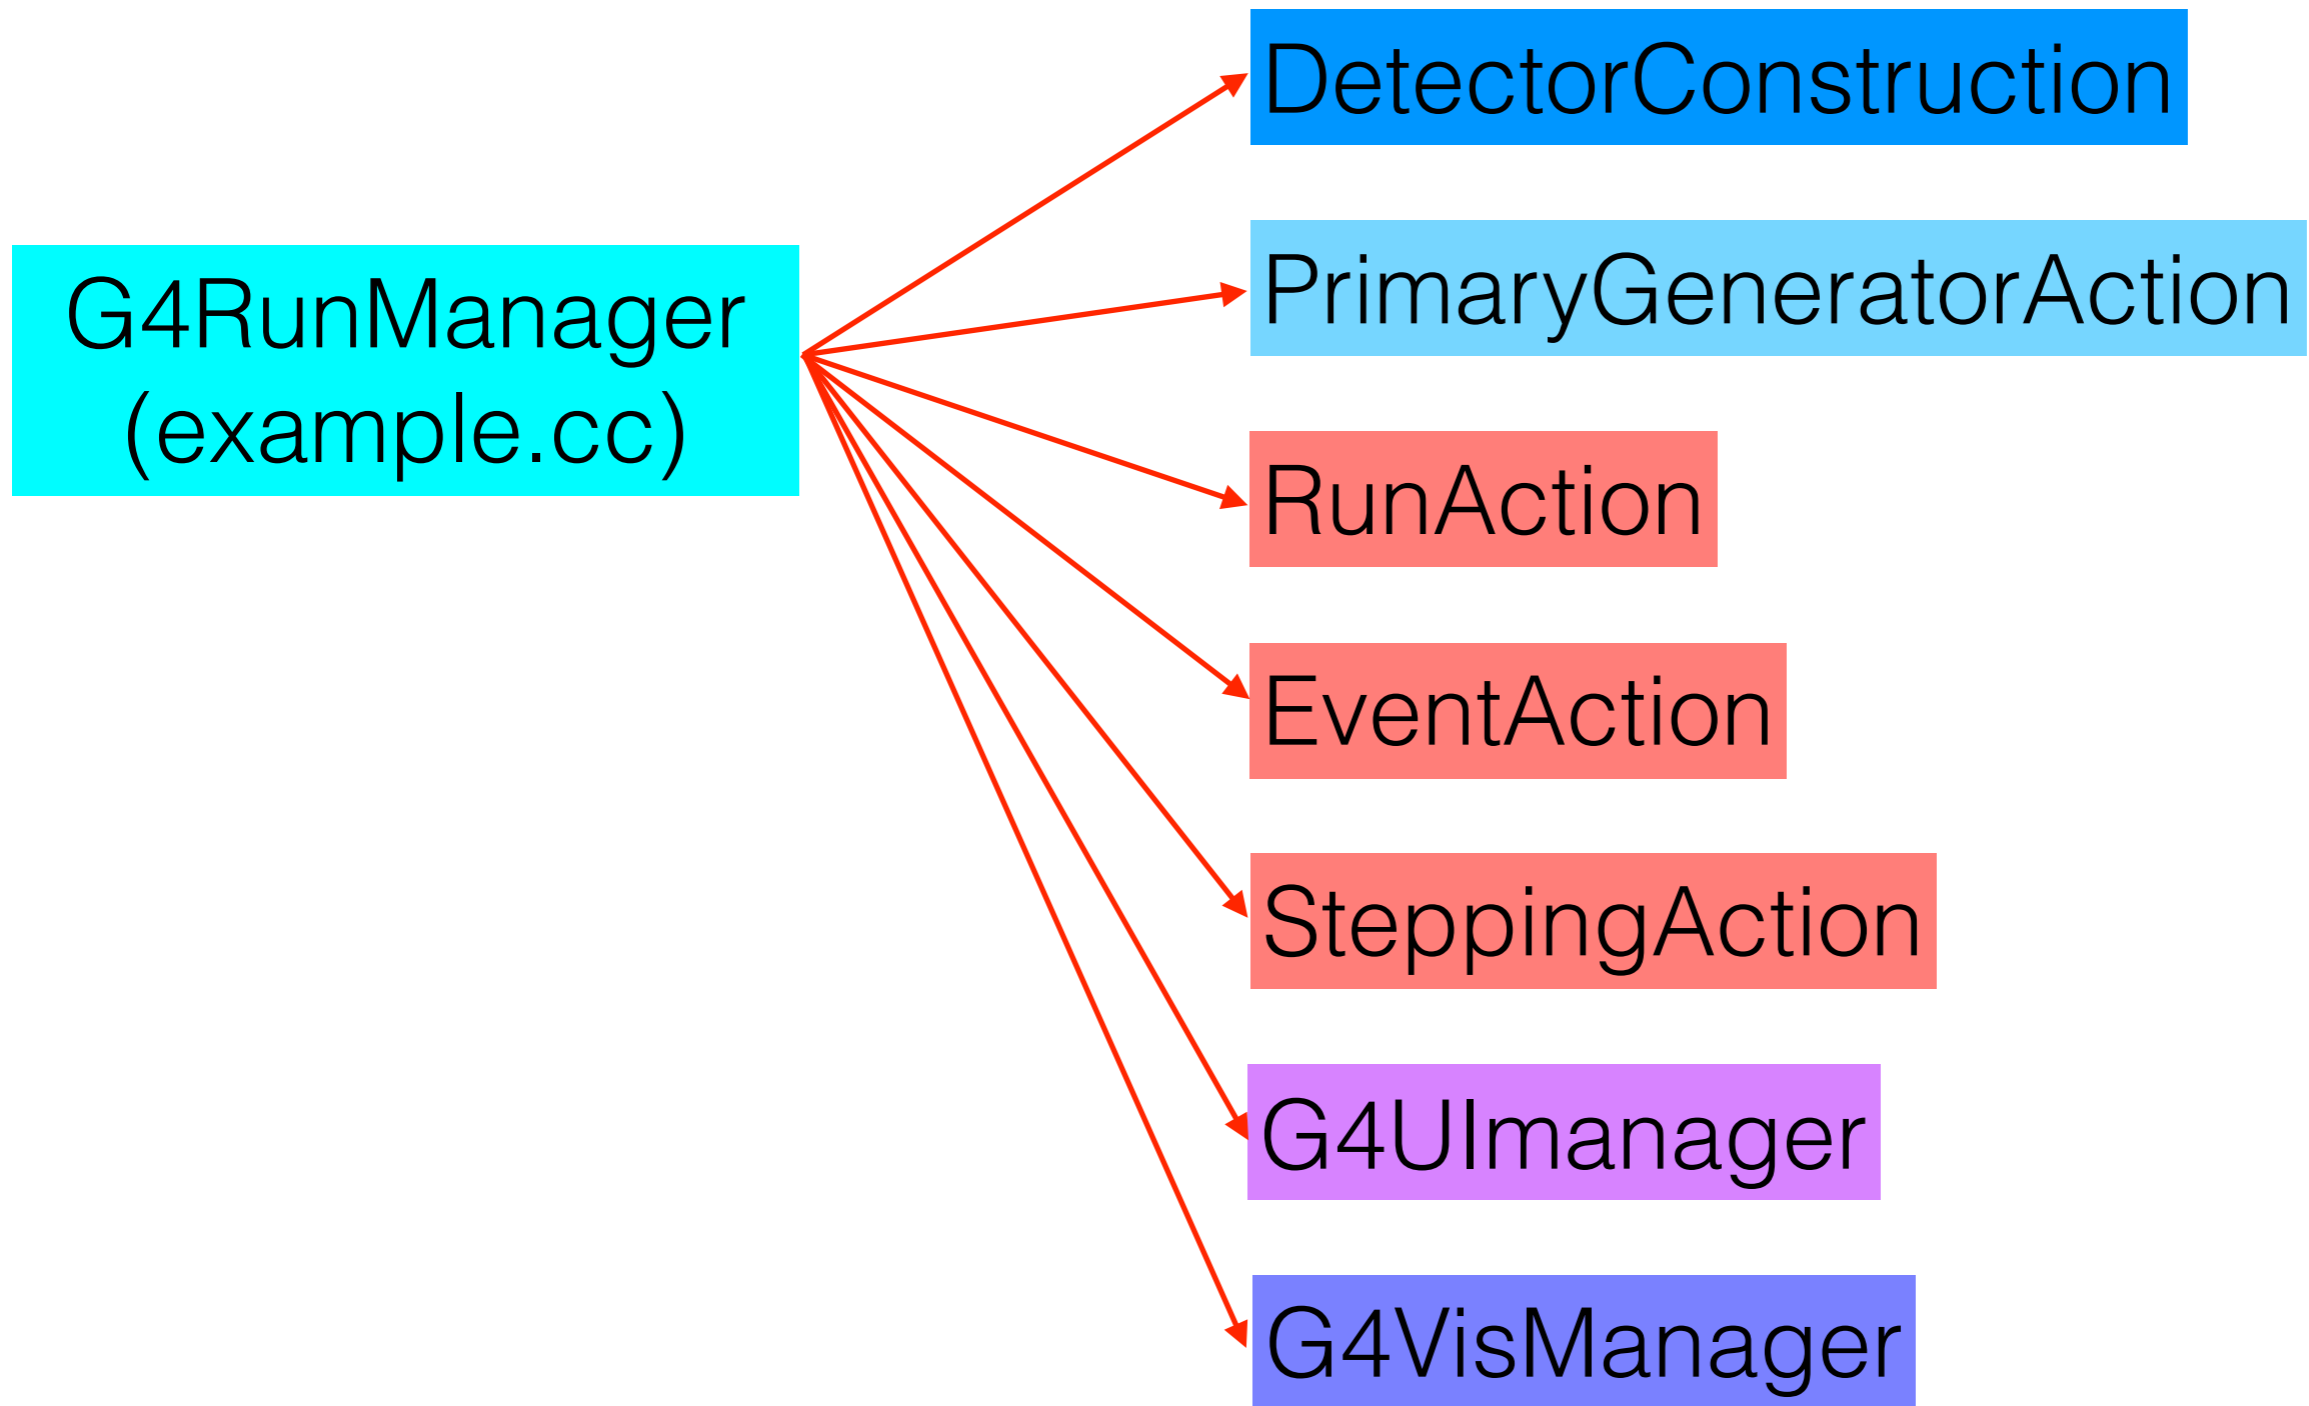 G4RunManager
(example.cc)
DetectorConstruction
PrimaryGeneratorAction
RunAction
EventAction
SteppingAction
G4UImanager
G4VisManager